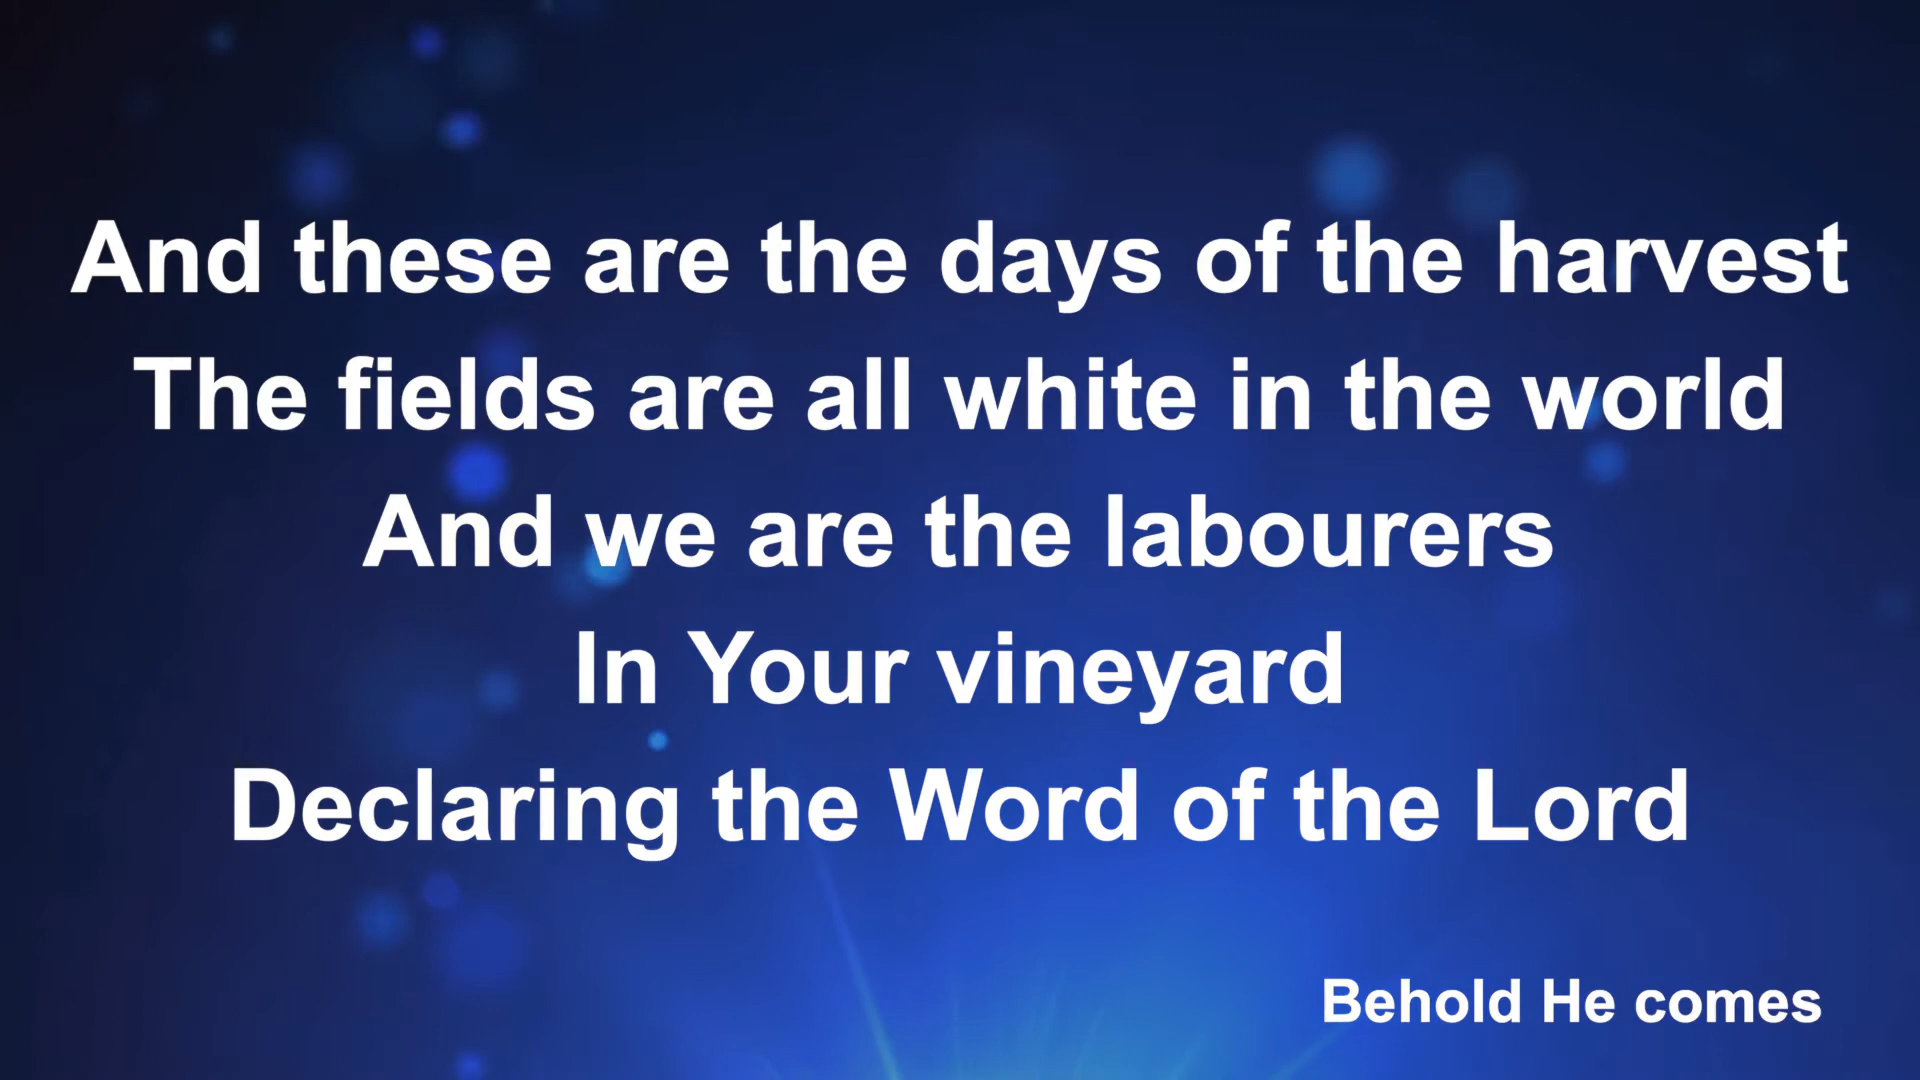 And these are the days of the harvest
The fields are all white in the world
And we are the labourers
In Your vineyard
Declaring the Word of the Lord
Behold He comes